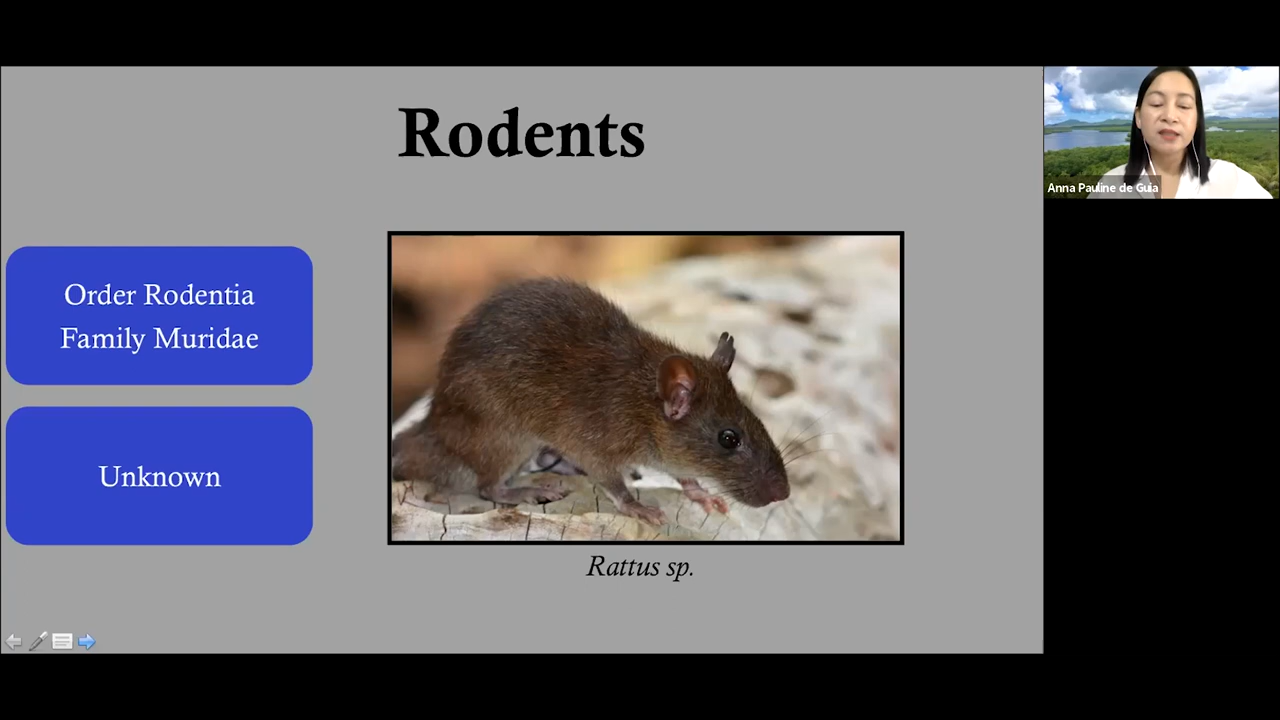 Rodents
Order Rodentia
Family Muridae
Unknown
Rattus sp.
Anna Pauline de Guia